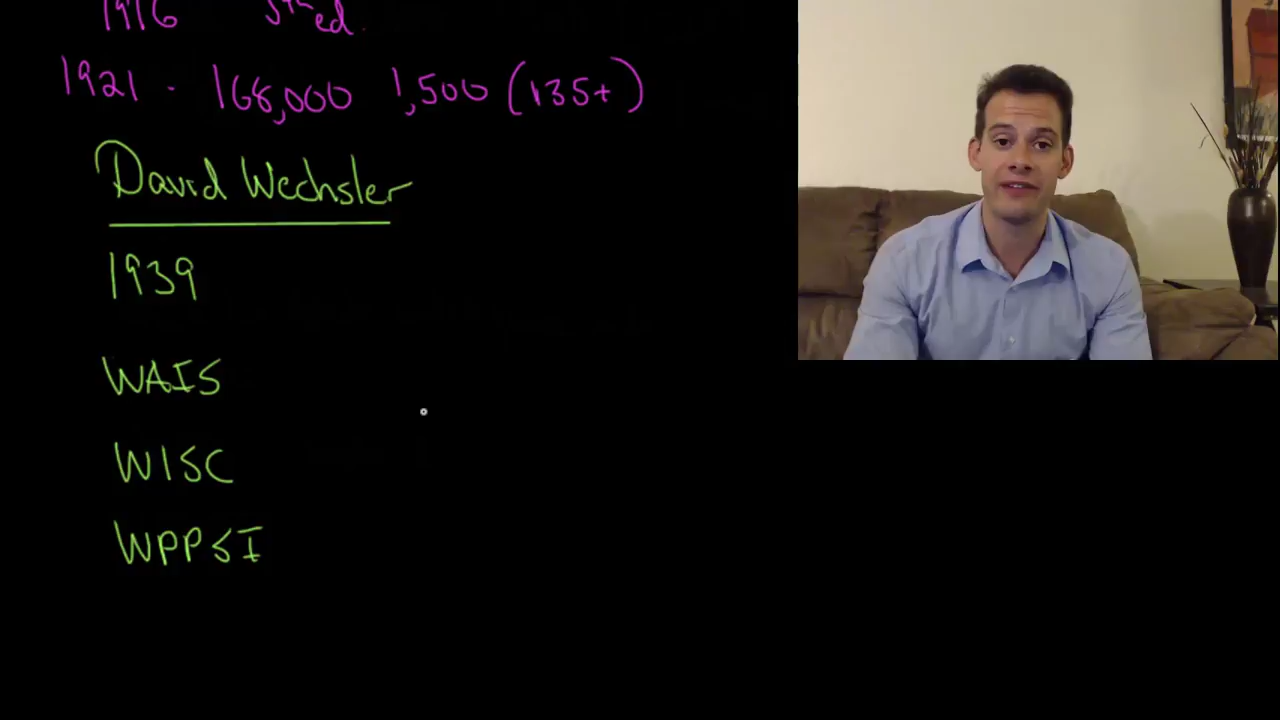 1916 5th ed.
1921 - 168,000 1,500 (135+)
David Wechsler
1939
WAIS
WISC
WPPSI